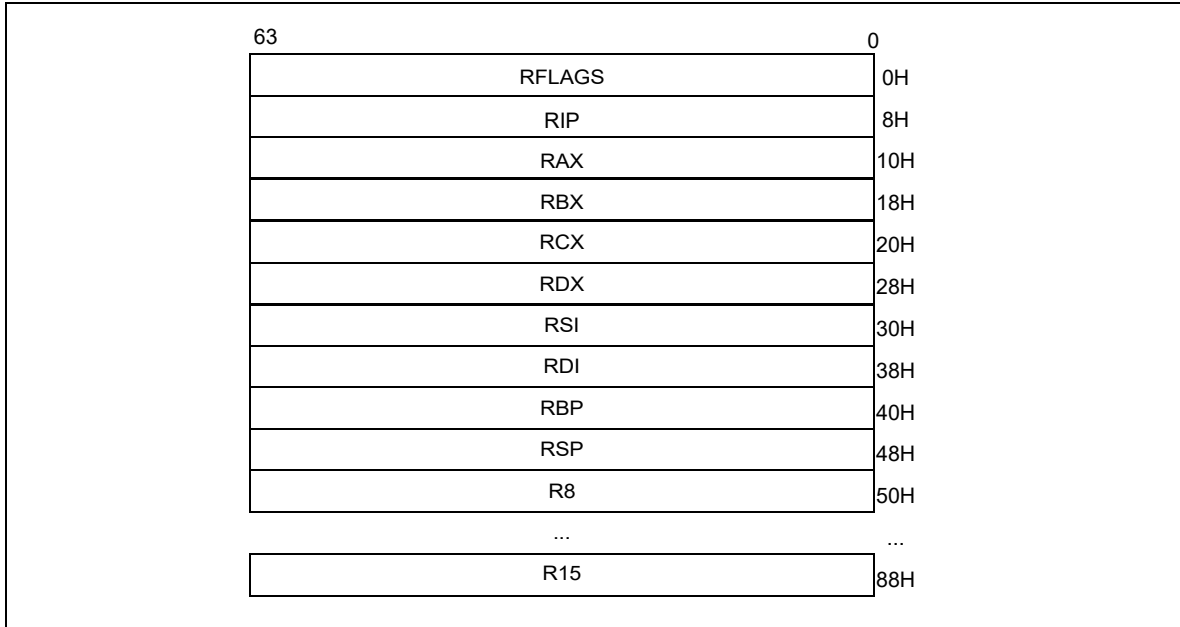 63 0
RFLAGS 0H
RIP 8H
RAX 10H
RBX 18H
RCX 20H
RDX 28H
RSI 30H
RDI 38H
RBP 40H
RSP 48H
R8 50H
... ...
R15 88H